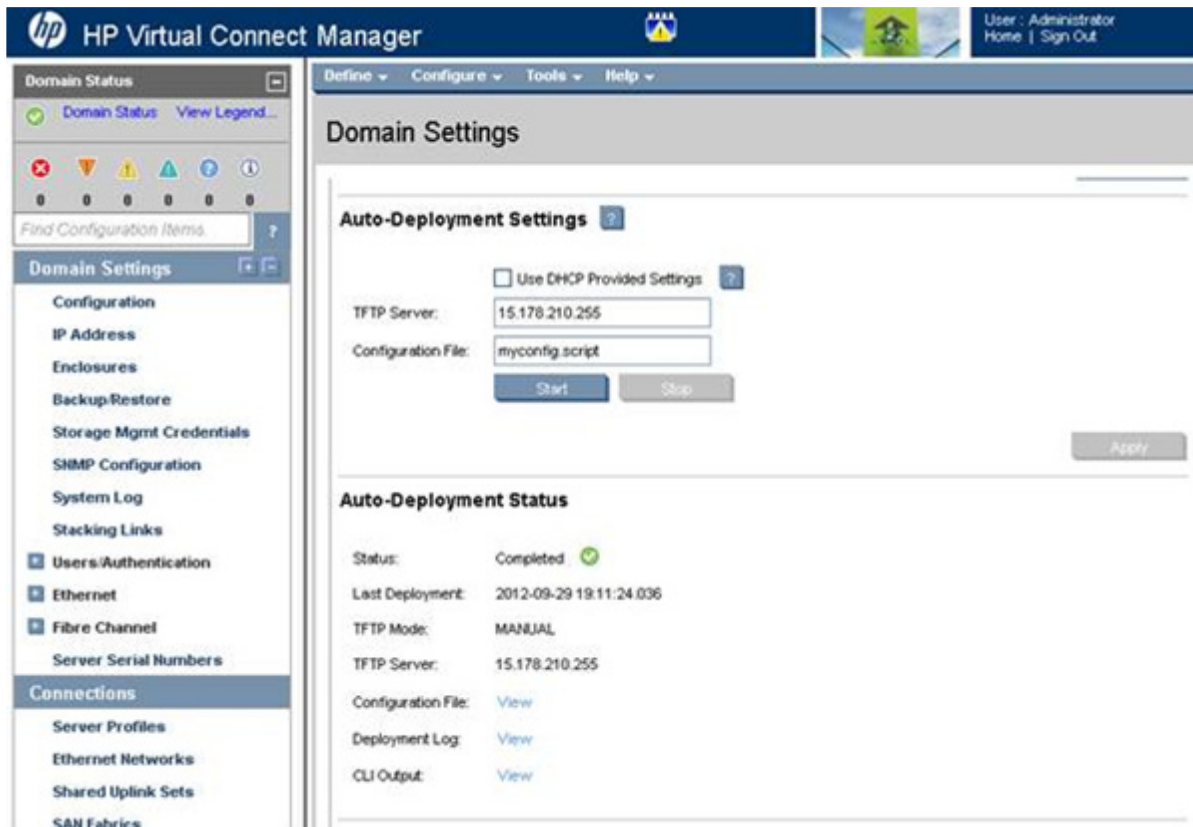 hp HP Virtual Connect Manager
User : Administrator
Home | Sign Out
Domain Status
Domain Status View Legend...
0 0 0 0 0 0
Find Configuration Items.
?
Domain Settings
Configuration
IP Address
Enclosures
Backup/Restore
Storage Mgmt Credentials
SNMP Configuration
System Log
Stacking Links
Users/Authentication
Ethernet
Fibre Channel
Server Serial Numbers
Connections
Server Profiles
Ethernet Networks
Shared Uplink Sets
SAN Fabrics
Define Configure Tools Help
Domain Settings
Auto-Deployment Settings ?
Use DHCP Provided Settings ?
TFTP Server: 15.178.210.255
Configuration File: myconfig.script
Start Stop
Apply
Auto-Deployment Status
Status: Completed
Last Deployment: 2012-09-29 19:11:24.036
TFTP Mode: MANUAL
TFTP Server: 15.178.210.255
Configuration File: View
Deployment Log: View
CLI Output: View